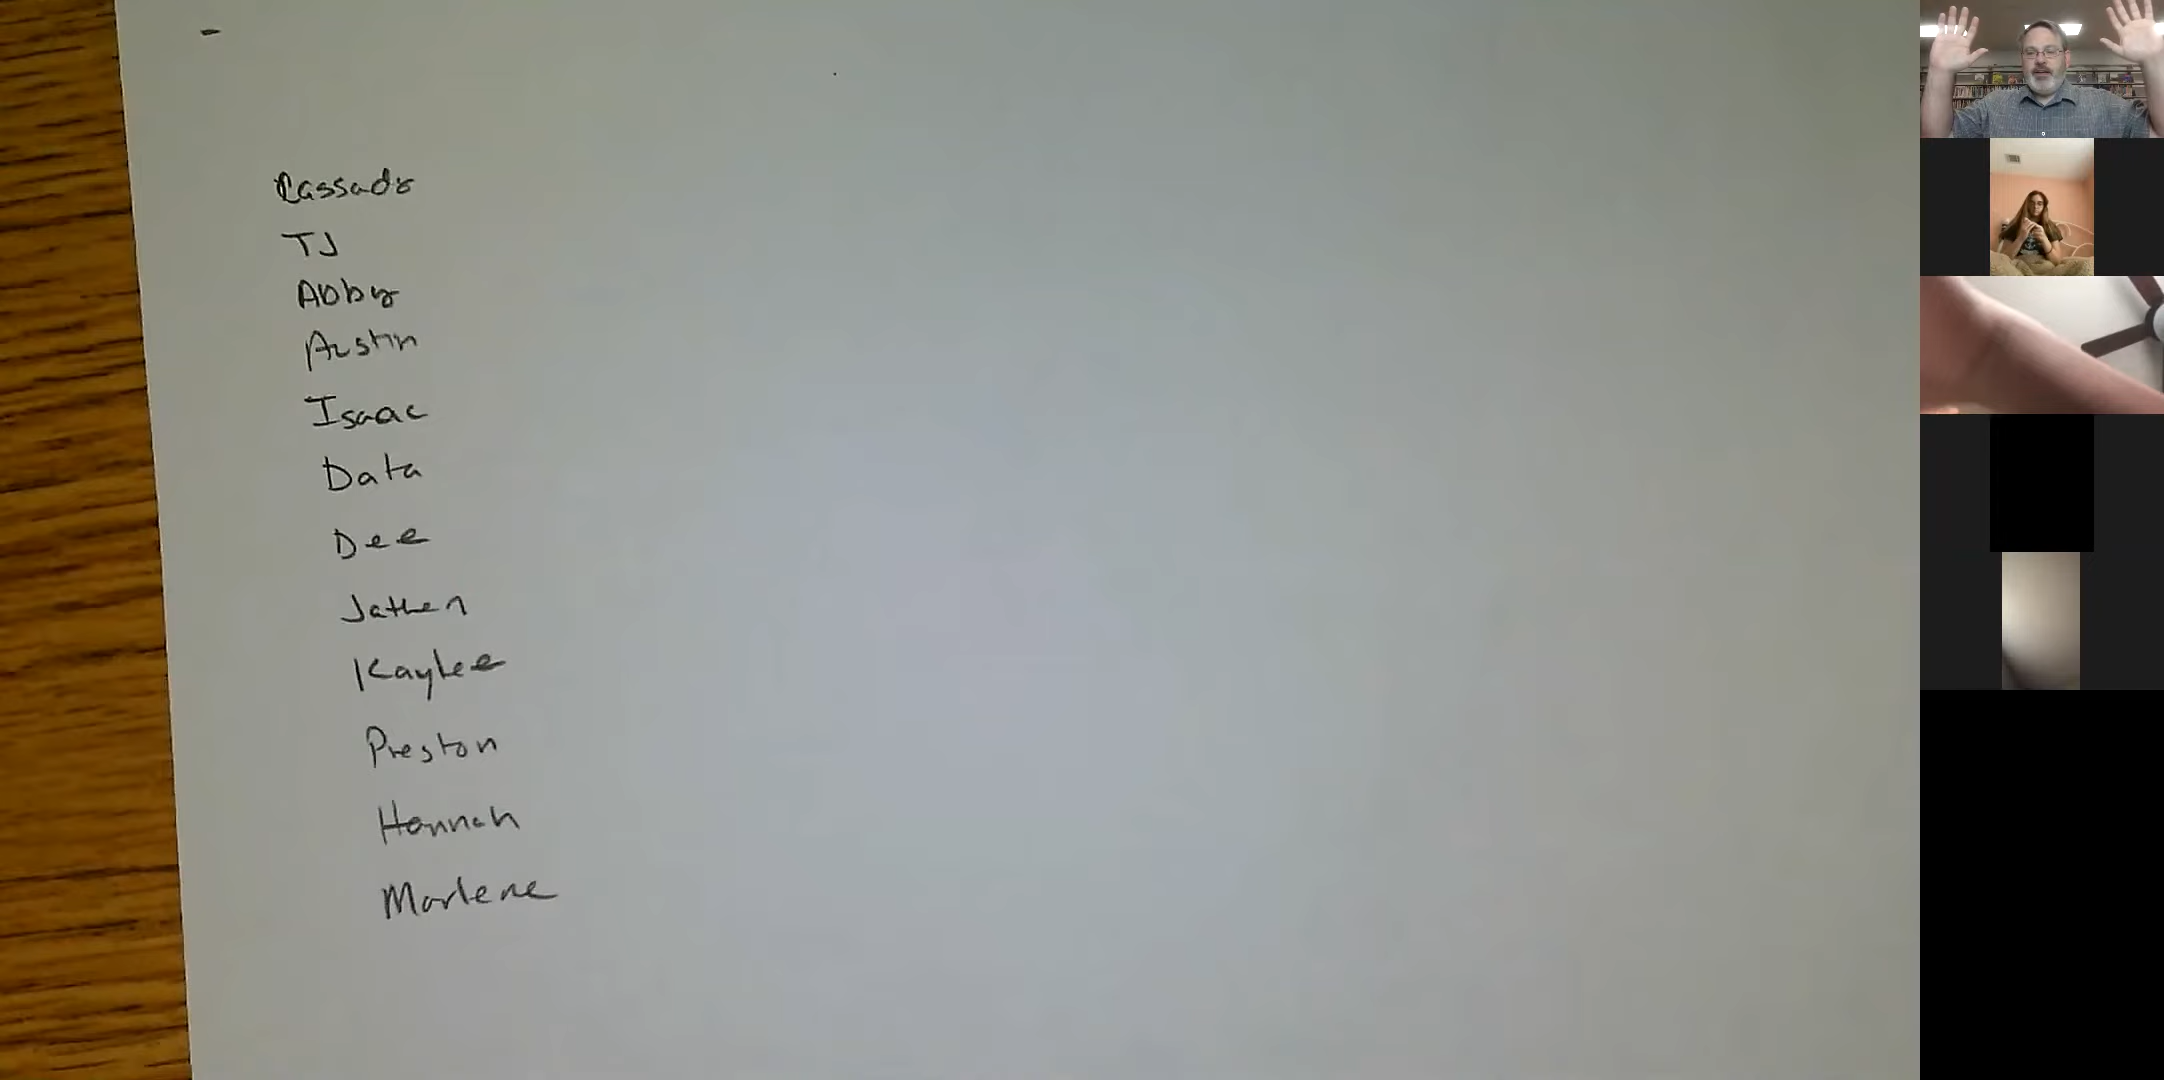 Cassady
TJ
Abby
Austin
Isaac
Data
Dee
Jathen
Kaylee
Preston
Hannah
Marlene